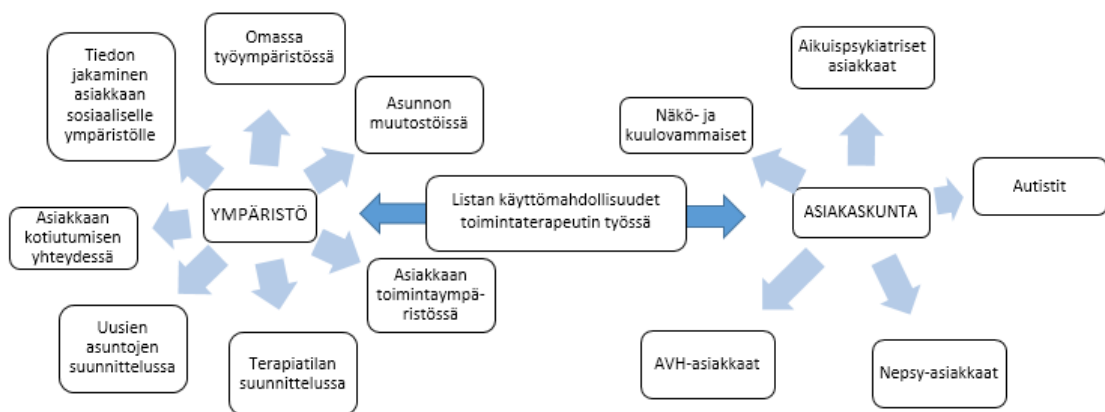 Tiedon
jakaminen
asiakkaan
sosiaaliselle
ympäristölle
Omassa
työympäristössä
Asunnon
muutostöissä
YMPÄRISTÖ
Asiakkaan
kotiutumisen
yhteydessä
Uusien
asuntojen
suunnittelussa
Terapiatilan
suunnittelussa
Asiakkaan
toimintaympä-
ristössä
Listan käyttömahdollisuudet
toimintaterapeutin työssä
Aikuispsykiatriset
asiakkaat
Näkö- ja
kuulovammaiset
Autistit
ASIAKASKUNTA
AVH-asiakkaat
Nepsy-asiakkaat